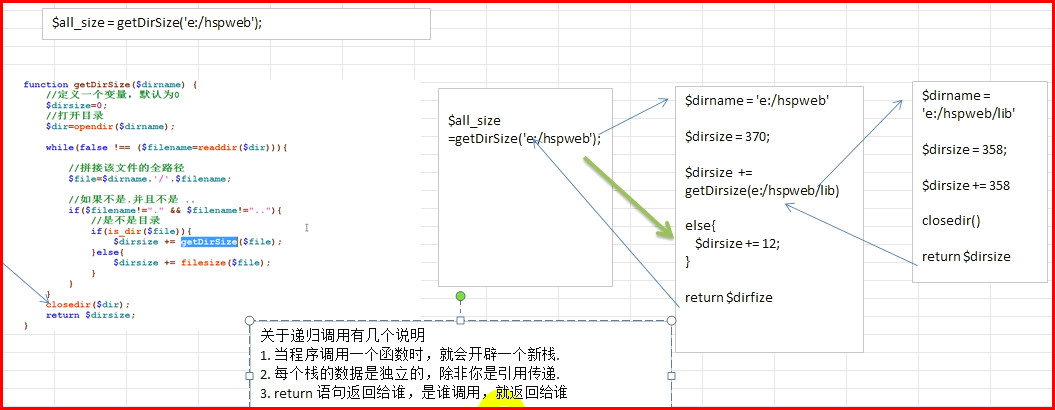 $all_size = getDirSize('e:/hspweb');
function getDirSize($dirname) {
//定义一个变量，默认为0
$dirsize=0;
//打开目录
$dir=opendir($dirname);
while(false !== ($filename=readdir($dir))){
//拼接该文件的全路径
$file=$dirname.'/'.$filename;
//如果不是.并且不是 ..
if($filename!="." && $filename!=".."){
//是不是目录
if(is_dir($file)){
$dirsize += getDirSize($file);
}else{
$dirsize += filesize($file);
}
}
}
closedir($dir);
return $dirsize;
}
$all_size
=getDirSize('e:/hspweb');
$dirname = 'e:/hspweb'
$dirsize = 370;
$dirsize +=
getDirsize(e:/hspweb/lib)
else{
$dirsize += 12;
}
return $dirfize
$dirname =
'e:/hspweb/lib'
$dirsize = 358;
$dirsize += 358
closedir()
return $dirsize
关于递归调用有几个说明
1. 当程序调用一个函数时，就会开辟一个新栈.
2. 每个栈的数据是独立的，除非你是引用传递.
3. return 语句返回给谁，是谁调用，就返回给谁